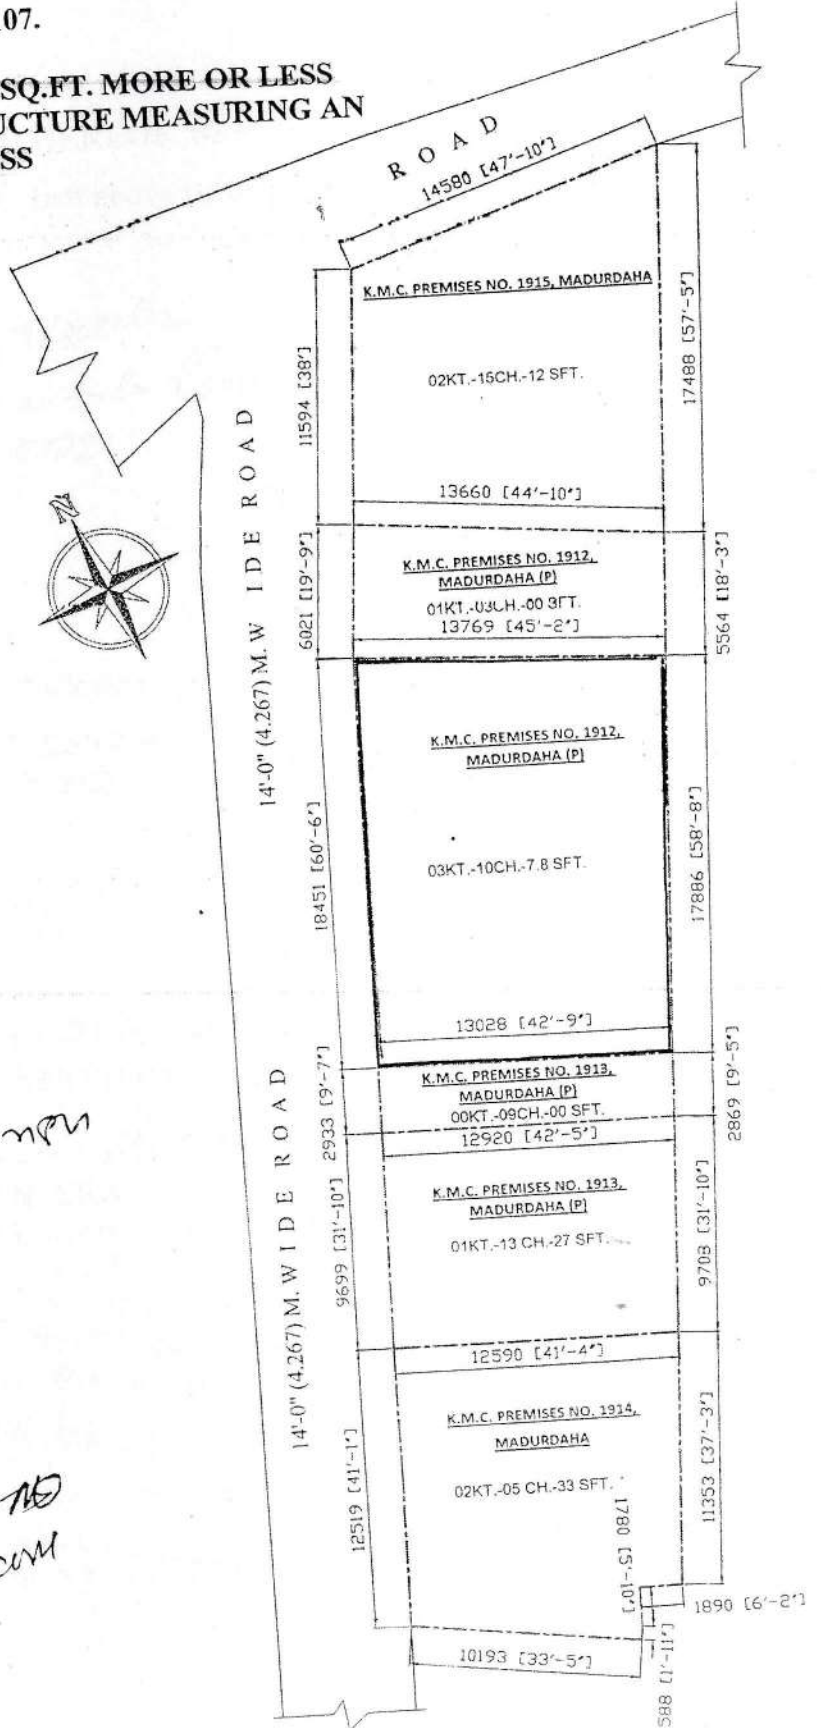 107.
SQ.FT. MORE OR LESS
UCTURE MEASURING AN
SS
ROAD
14580 [47'-10"]
K.M.C. PREMISES NO. 1915, MADURDAHA
17488 [57'-5"]
11594 [38']
02KT.-15CH.-12 SFT.
13660 [44'-10"]
14'-0" (4.267) M.W IDE ROAD
N
K.M.C. PREMISES NO. 1912,
MADURDAHA (P)
01KT.-03CH.-00 SFT.
13769 [45'-2"]
6021 [19'-9"]
5564 [18'-3"]
K.M.C. PREMISES NO. 1912,
MADURDAHA (P)
03KT.-10CH.-7.8 SFT.
18451 [60'-6"]
17886 [58'-8"]
13028 [42'-9"]
K.M.C. PREMISES NO. 1913,
MADURDAHA (P)
00KT.-09CH.-00 SFT.
12920 [42'-5"]
2933 [9'-7"]
2869 [9'-5"]
14'-0" (4.267) M. WIDE ROAD
K.M.C. PREMISES NO. 1913,
MADURDAHA (P)
01KT.-13 CH.-27 SFT.
9699 [31'-10"]
9708 [31'-10"]
12590 [41'-4"]
K.M.C. PREMISES NO. 1914,
MADURDAHA
02KT.-05 CH.-33 SFT.
12519 [41'-1"]
11353 [37'-3"]
1780 [5'-10"]
1890 [6'-2"]
10193 [33'-5"]
588 [1'-11"]